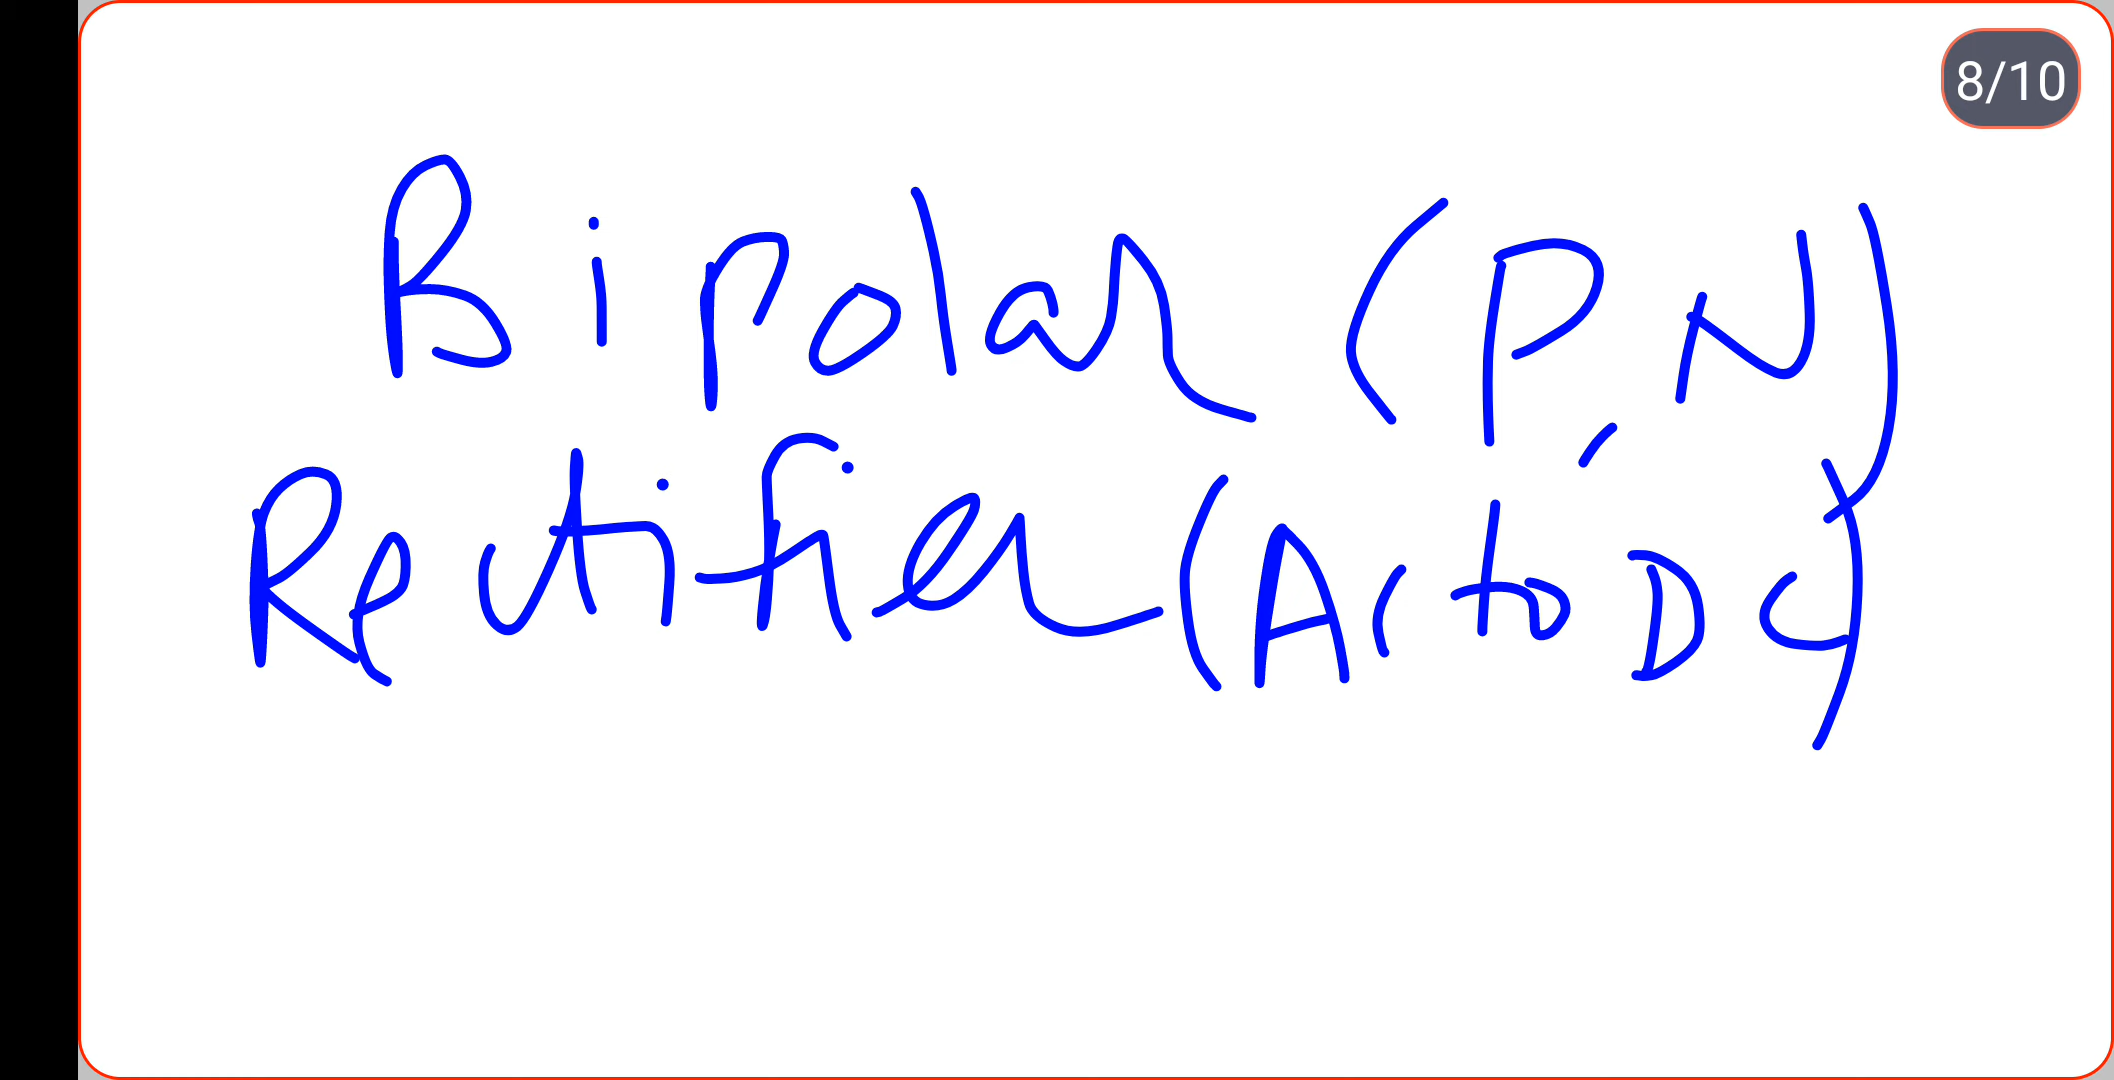 8/10
Bipolar (P, N)
Rectifier (AC to DC)